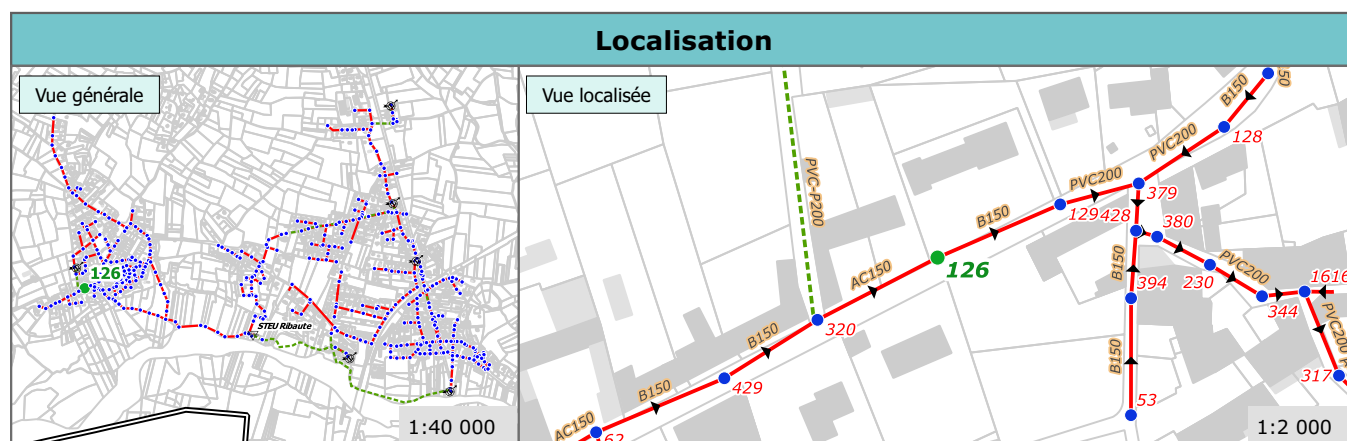 Localisation
Vue générale
126
STEU Ribaute
1:40 000
Vue localisée
PVC-P200
B150
50
128
PVC200
PVC200
379
129
428
380
B150
126
AC150
B150
394
230
PVC200
1616
344
PVC200
320
B150
429
B150
317
B150
53
AC150
62
1:2 000